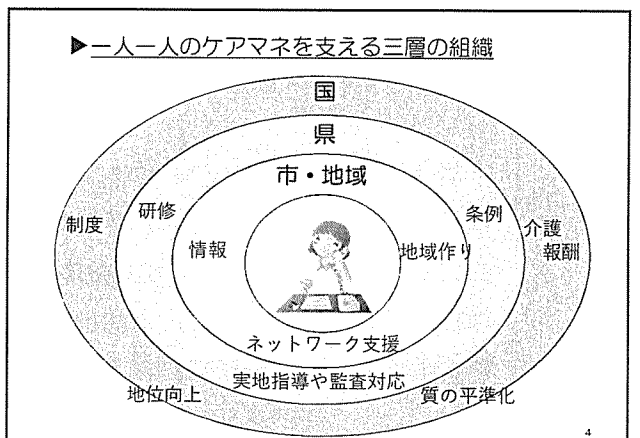 ▶一人一人のケアマネを支える三層の組織
国
県
市・地域
制度
研修
情報
地域作り
条例
介護
報酬
ネットワーク支援
実地指導や監査対応
地位向上
質の平準化
4